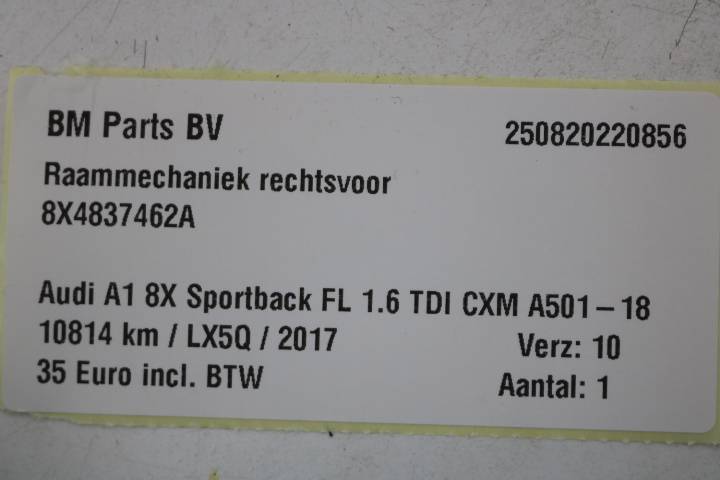 BM Parts BV 250820220856
Raammechaniek rechtsvoor
8X4837462A
Audi A1 8X Sportback FL 1.6 TDI CXM A501-18
10814 km / LX5Q / 2017 Verz: 10
35 Euro incl. BTW Aantal: 1